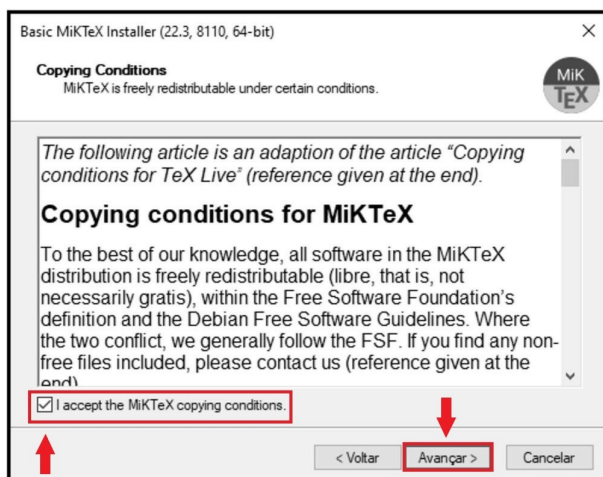 Basic MiKTeX Installer (22.3, 8110, 64-bit)
Copying Conditions
MiKTeX is freely redistributable under certain conditions.
MiK
TEX
The following article is an adaption of the article “Copying
conditions for TeX Live” (reference given at the end).
Copying conditions for MiKTeX
To the best of our knowledge, all software in the MiKTeX
distribution is freely redistributable (libre, that is, not
necessarily gratis), within the Free Software Foundation’s
definition and the Debian Free Software Guidelines. Where
the two conflict, we generally follow the FSF. If you find any non-
free files included, please contact us (reference given at the
end)
I accept the MiKTeX copying conditions.
< Voltar
Avançar >
Cancelar